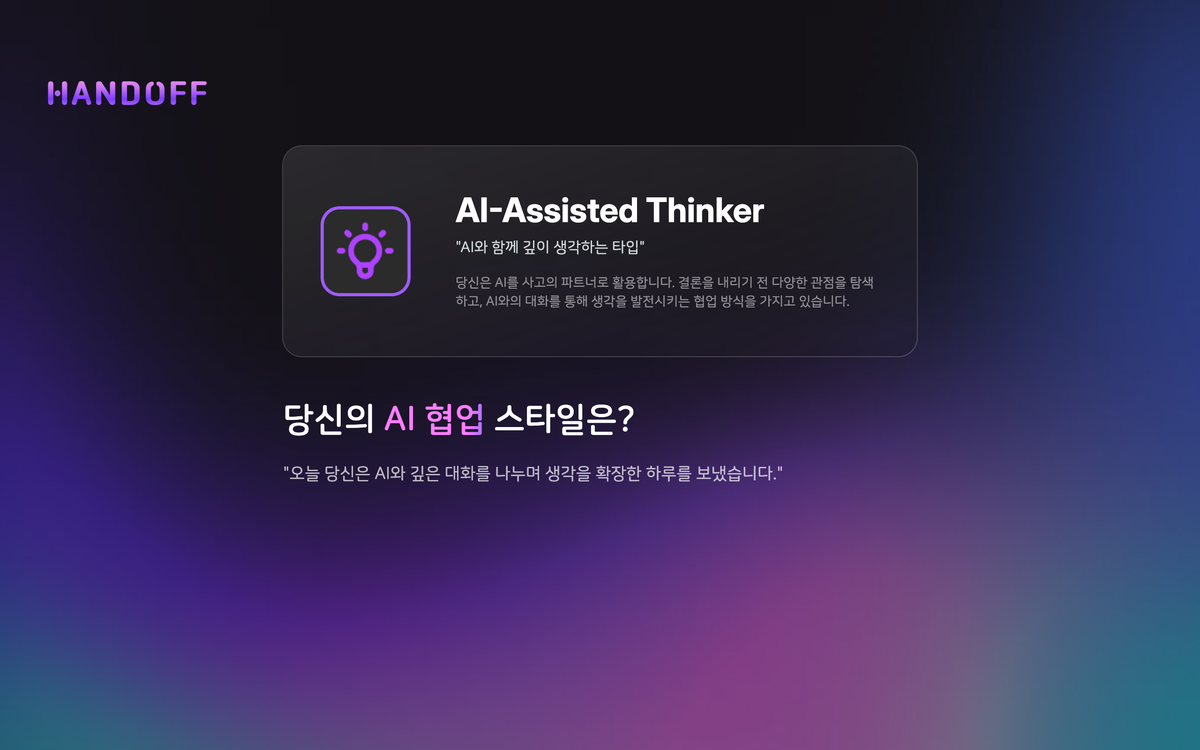 HANDOFF
AI-Assisted Thinker
"AI와 함께 깊이 생각하는 타입"
당신은 AI를 사고의 파트너로 활용합니다. 결론을 내리기 전 다양한 관점을 탐색
하고, AI와의 대화를 통해 생각을 발전시키는 협업 방식을 가지고 있습니다.
당신의 AI 협업 스타일은?
"오늘 당신은 AI와 깊은 대화를 나누며 생각을 확장한 하루를 보냈습니다."